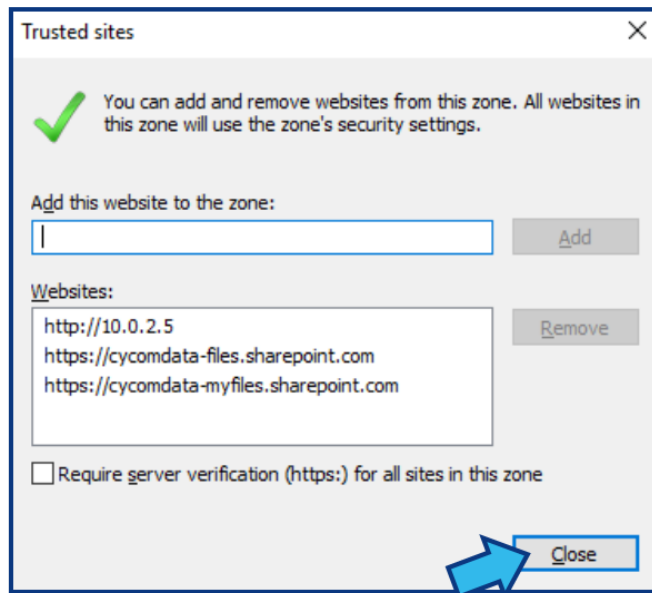 Trusted sites
You can add and remove websites from this zone. All websites in
this zone will use the zone's security settings.
Add this website to the zone:
Add
Websites:
http://10.0.2.5
https://cycomdata-files.sharepoint.com
https://cycomdata-myfiles.sharepoint.com
Remove
Require server verification (https:) for all sites in this zone
Close